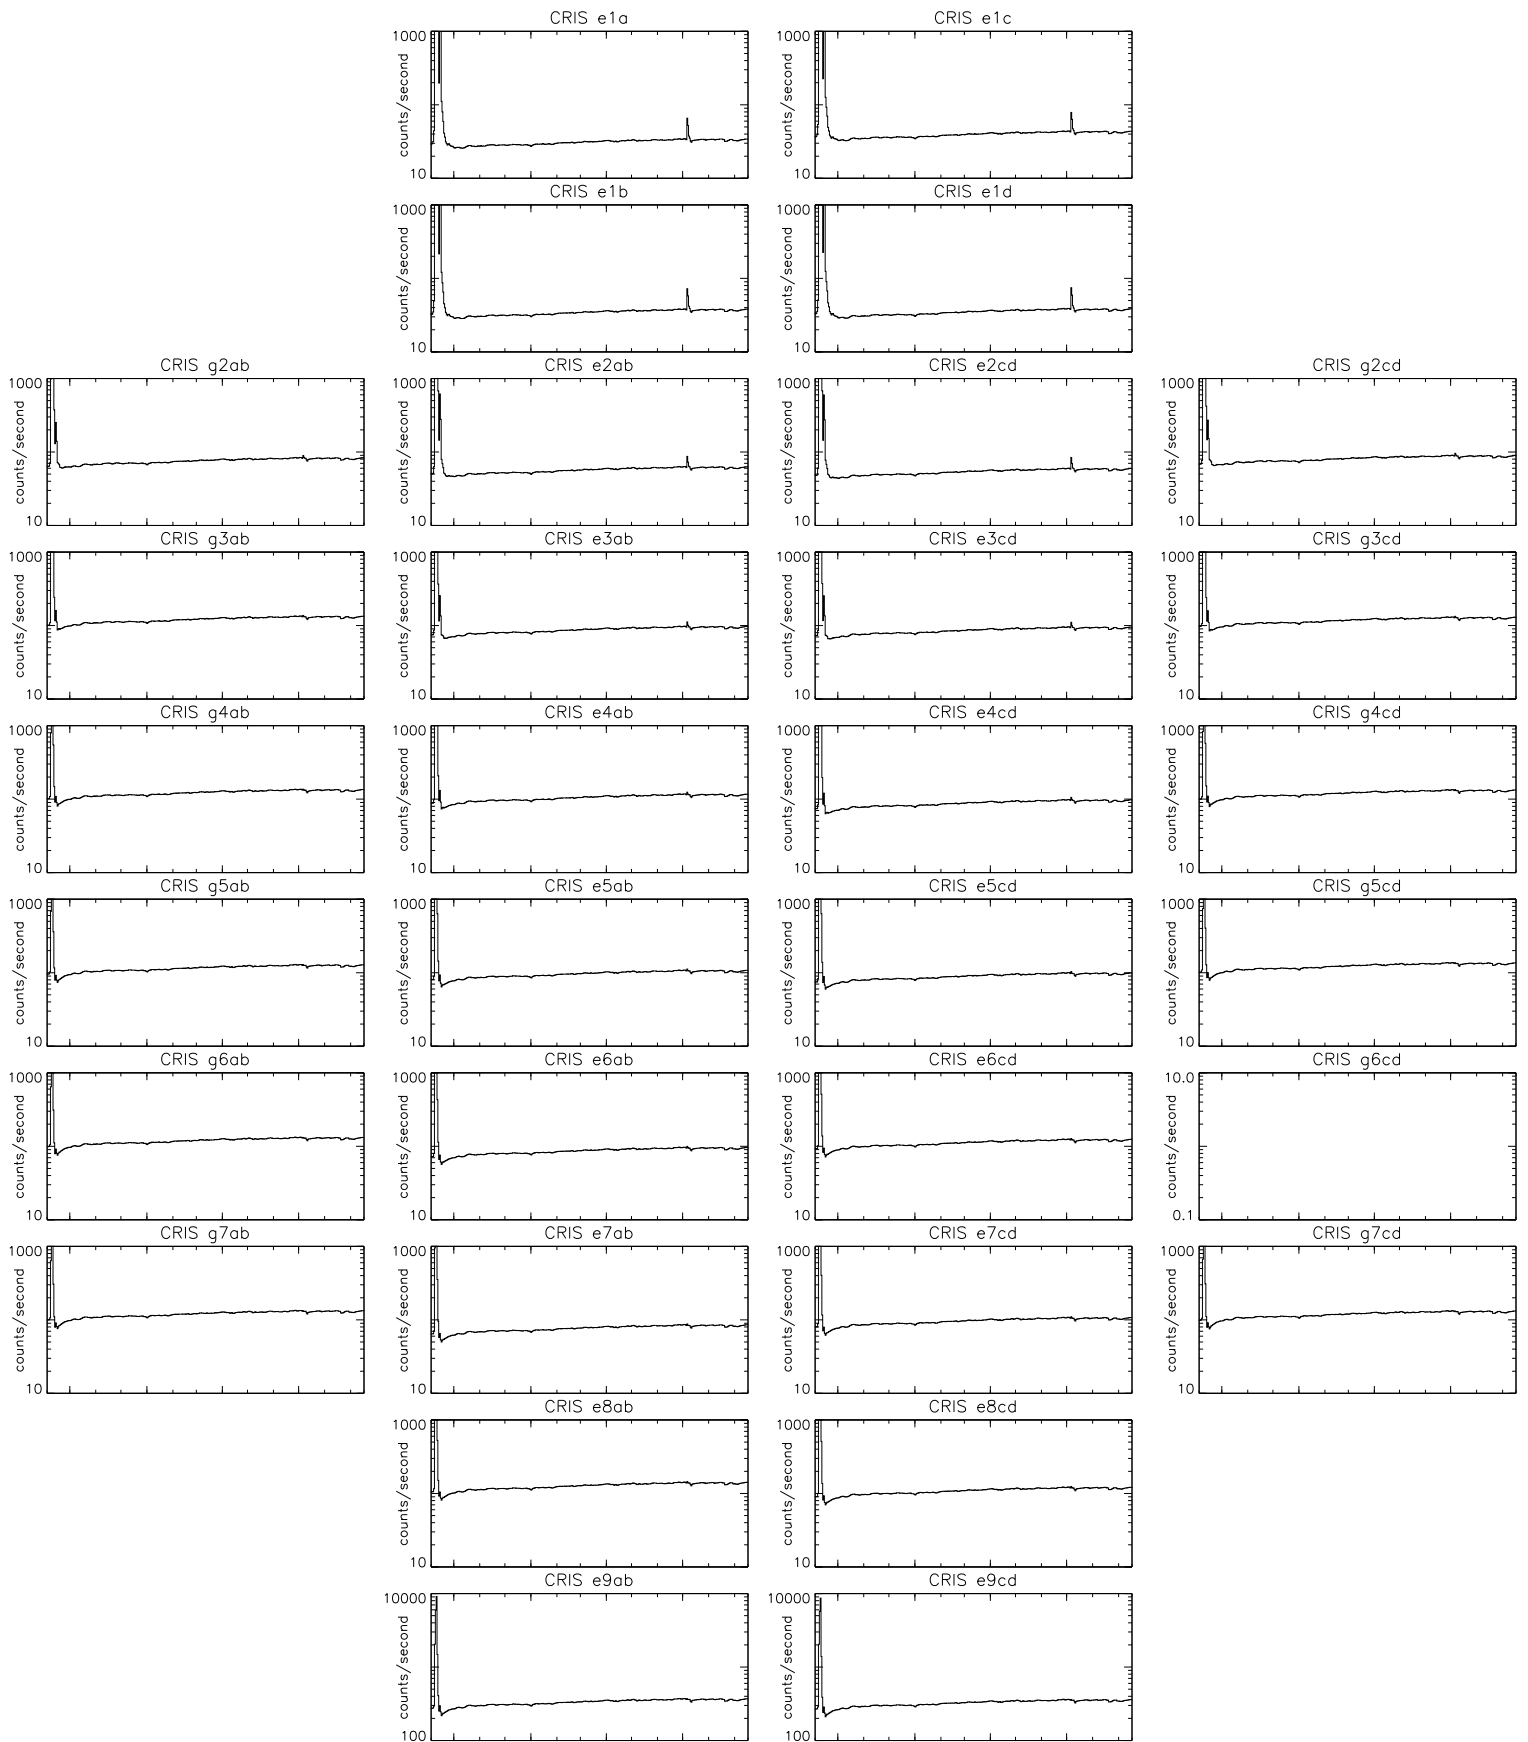 CRIS e1a
1000
counts/second
10
CRIS e1c
1000
counts/second
10
CRIS e1b
1000
counts/second
10
CRIS e1d
1000
counts/second
10
CRIS g2ab
1000
counts/second
10
CRIS e2ab
1000
counts/second
10
CRIS e2cd
1000
counts/second
10
CRIS g2cd
1000
counts/second
10
CRIS g3ab
1000
counts/second
10
CRIS e3ab
1000
counts/second
10
CRIS e3cd
1000
counts/second
10
CRIS g3cd
1000
counts/second
10
CRIS g4ab
1000
counts/second
10
CRIS e4ab
1000
counts/second
10
CRIS e4cd
1000
counts/second
10
CRIS g4cd
1000
counts/second
10
CRIS g5ab
1000
counts/second
10
CRIS e5ab
1000
counts/second
10
CRIS e5cd
1000
counts/second
10
CRIS g5cd
1000
counts/second
10
CRIS g6ab
1000
counts/second
10
CRIS e6ab
1000
counts/second
10
CRIS e6cd
1000
counts/second
10
CRIS g6cd
10.0
counts/second
0.1
CRIS g7ab
1000
counts/second
10
CRIS e7ab
1000
counts/second
10
CRIS e7cd
1000
counts/second
10
CRIS g7cd
1000
counts/second
10
CRIS e8ab
1000
counts/second
10
CRIS e8cd
1000
counts/second
10
CRIS e9ab
10000
counts/second
100
CRIS e9cd
10000
counts/second
100